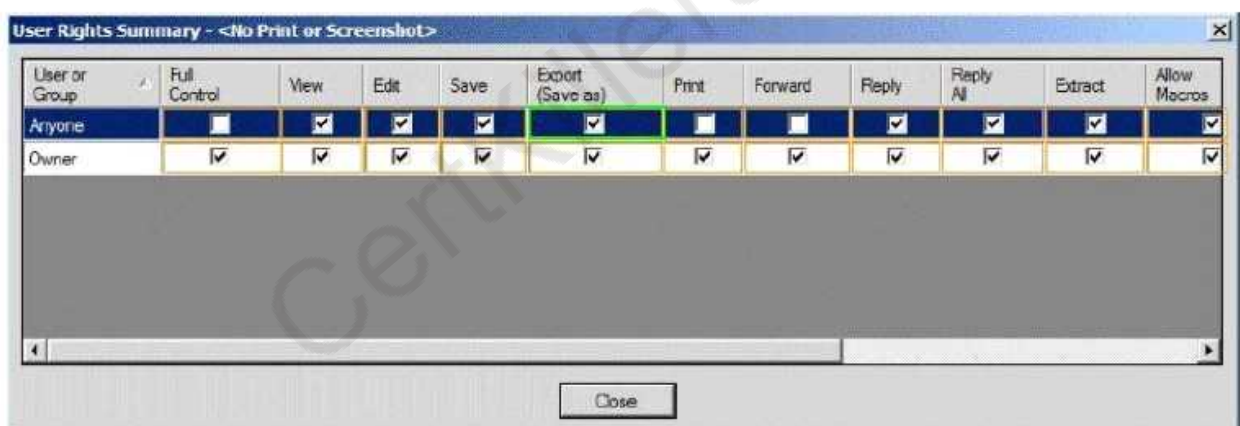 User Rights Summary - <No Print or Screenshot>
User or Group Full Control View Edit Save Export (Save as) Print Forward Reply Reply All Extract Allow Macros
Anyone
Owner
Close